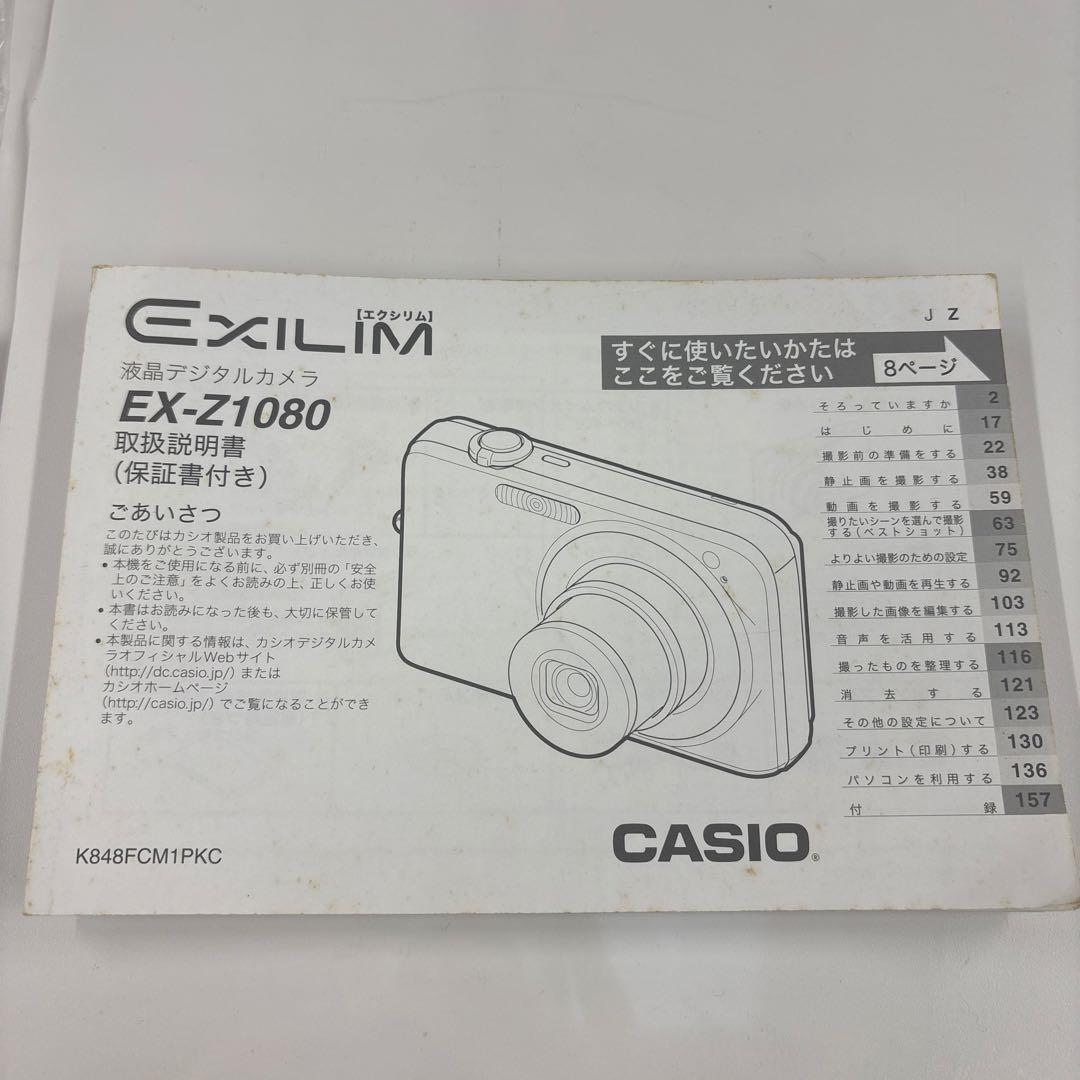 EXILIM
【エクシリム】
液晶デジタルカメラ
EX-Z1080
取扱説明書
(保証書付き)
ごあいさつ
このたびはカシオ製品をお買い上げいただき、
誠にありがとうございます。
• 本機をご使用になる前に、必ず別冊の「安全
上のご注意」をよくお読みの上、正しくお使
いください。
• 本書はお読みになった後も、大切に保管して
ください。
• 本製品に関する情報は、カシオデジタルカメ
ラオフィシャルWebサイト
(http://dc.casio.jp/) または
カシオホームページ
(http://casio.jp/) でご覧になることができ
ます。
K848FCM1PKC
J Z
すぐに使いたいかたは
ここをご覧ください
8ページ
そろっていますか 2
はじめに 17
撮影前の準備をする 22
静止画を撮影する 38
動画を撮影する 59
撮りたいシーンを選んで撮影
する(ベストショット) 63
よりよい撮影のための設定 75
静止画や動画を再生する 92
撮影した画像を編集する 103
音声を活用する 113
撮ったものを整理する 116
消去する 121
その他の設定について 123
プリント(印刷)する 130
パソコンを利用する 136
付録 157
CASIO®